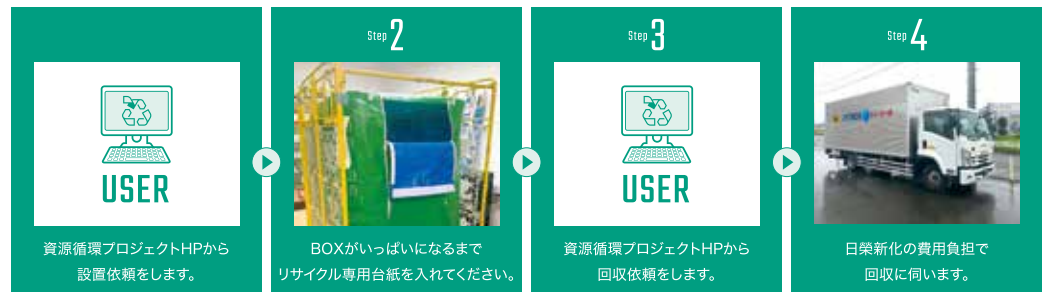 USER
資源循環プロジェクトHPから
設置依頼をします。
Step 2
BOXがいっぱいになるまで
リサイクル専用台紙を入れてください。
Step 3
USER
資源循環プロジェクトHPから
回収依頼をします。
Step 4
日榮新化の費用負担で
回収に伺います。